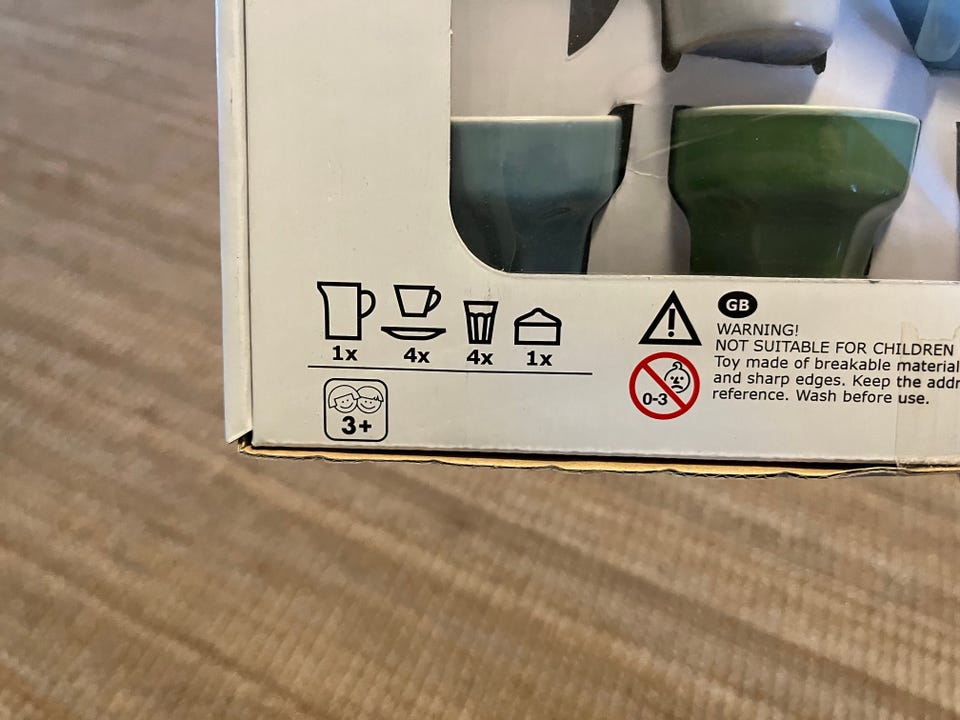 1x 4x 4x 1x
3+
GB
WARNING!
NOT SUITABLE FOR CHILDREN
Toy made of breakable material
and sharp edges. Keep the addr
reference. Wash before use.
0-3